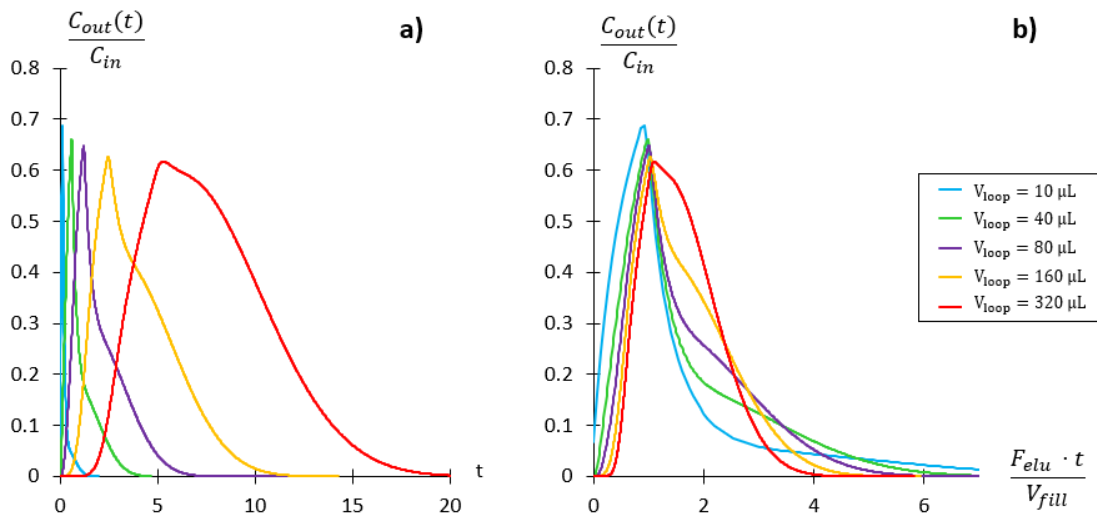 C_out(t)
C_in
a)
0.8
0.7
0.6
0.5
0.4
0.3
0.2
0.1
0
0 5 10 15 20
t
C_out(t)
C_in
b)
0.8
0.7
0.6
0.5
0.4
0.3
0.2
0.1
0
0 2 4 6
F_elu · t
V_fill
V_loop = 10 μL
V_loop = 40 μL
V_loop = 80 μL
V_loop = 160 μL
V_loop = 320 μL